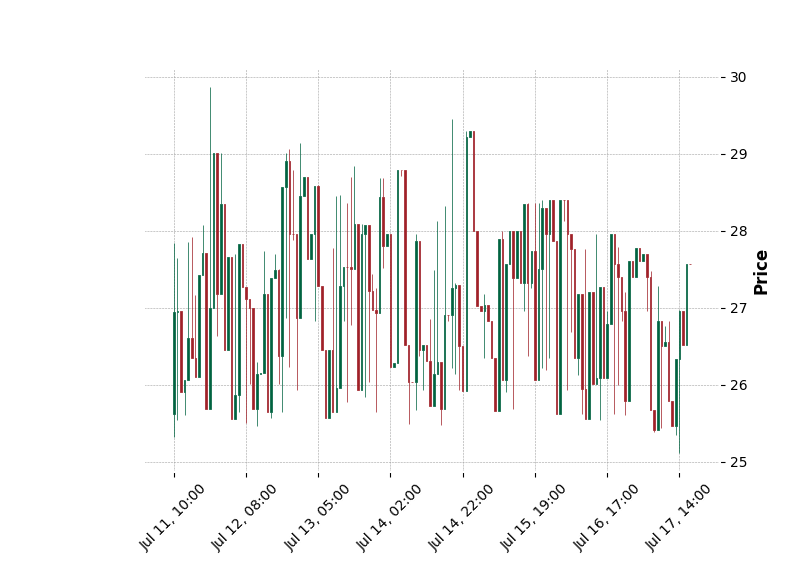 30
29
28
27
26
25
Price
Jul 11, 10:00
Jul 12, 08:00
Jul 13, 05:00
Jul 14, 02:00
Jul 14, 22:00
Jul 15, 19:00
Jul 16, 17:00
Jul 17, 14:00